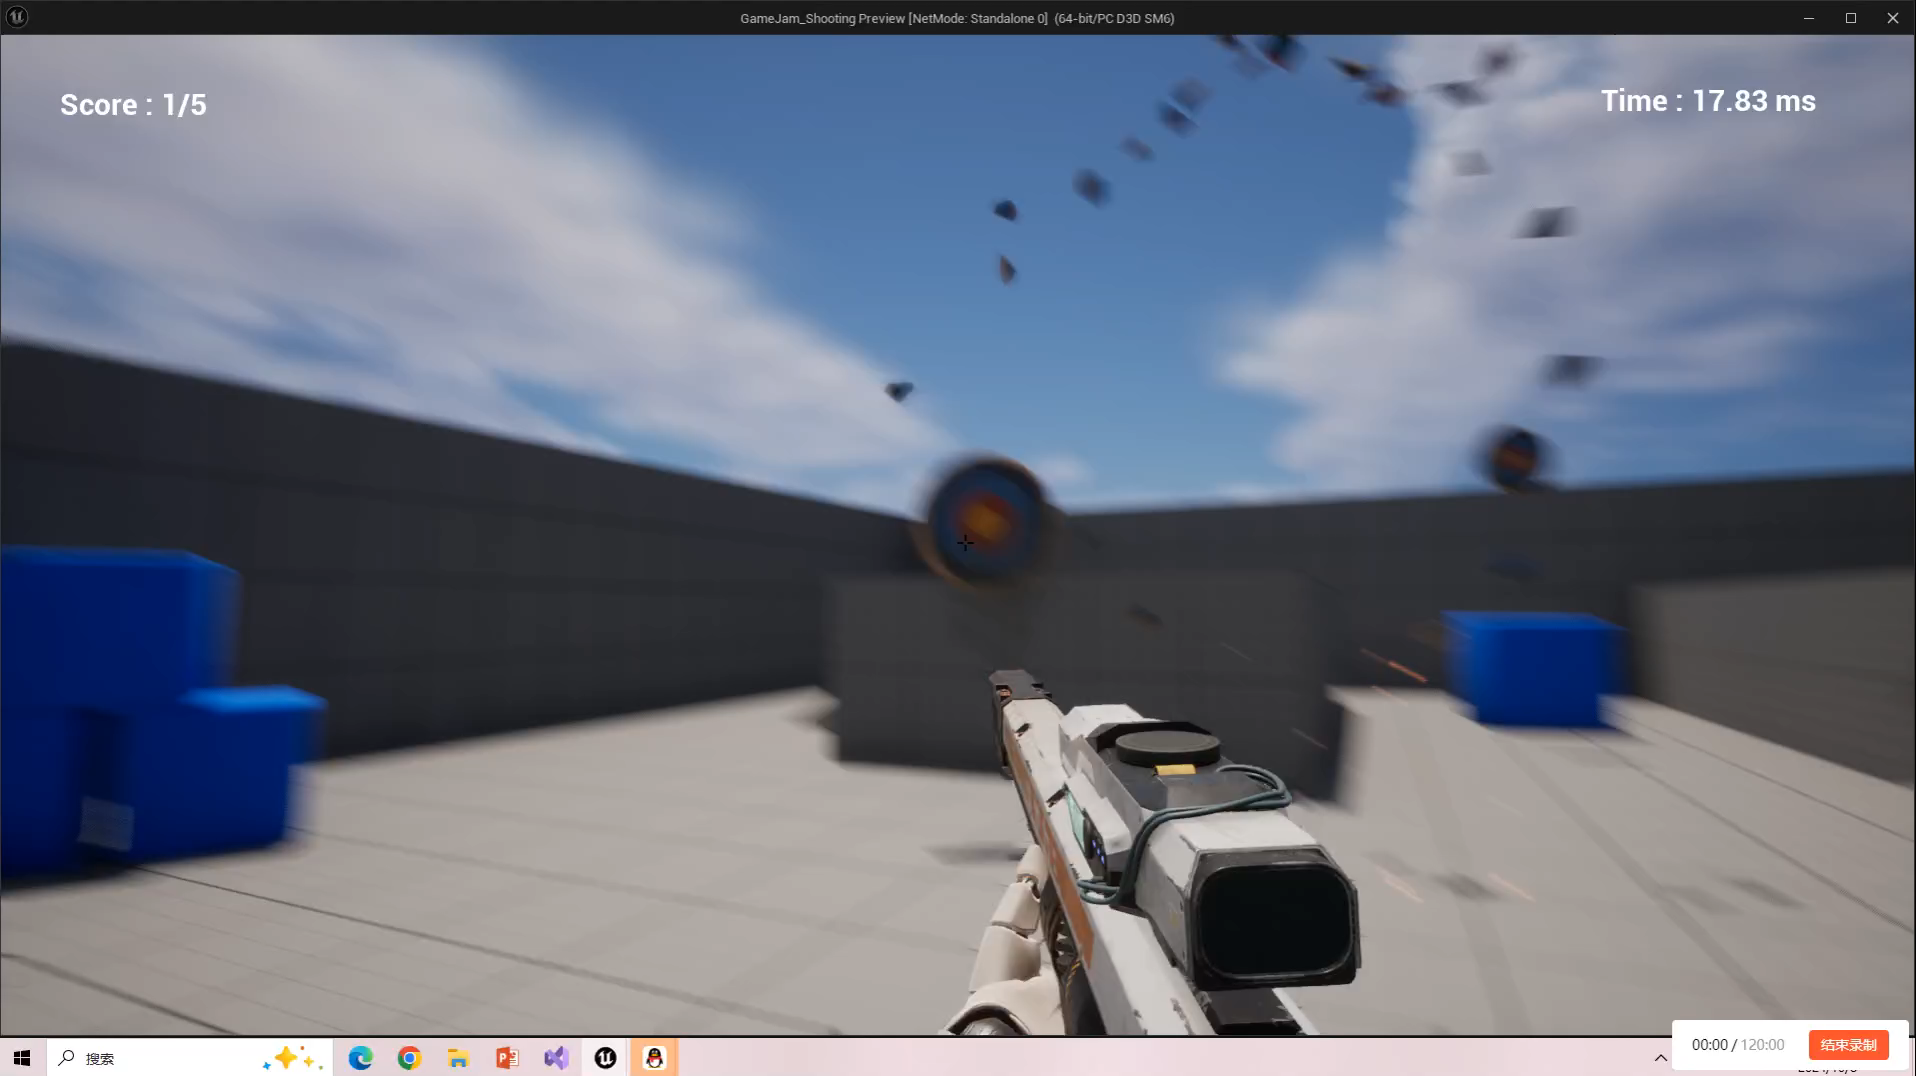 GameJam_Shooting Preview [NetMode: Standalone 0] (64-bit/PC D3D SM6)
Score : 1/5
Time : 17.83 ms
搜索
00:00 / 120:00
结束录制